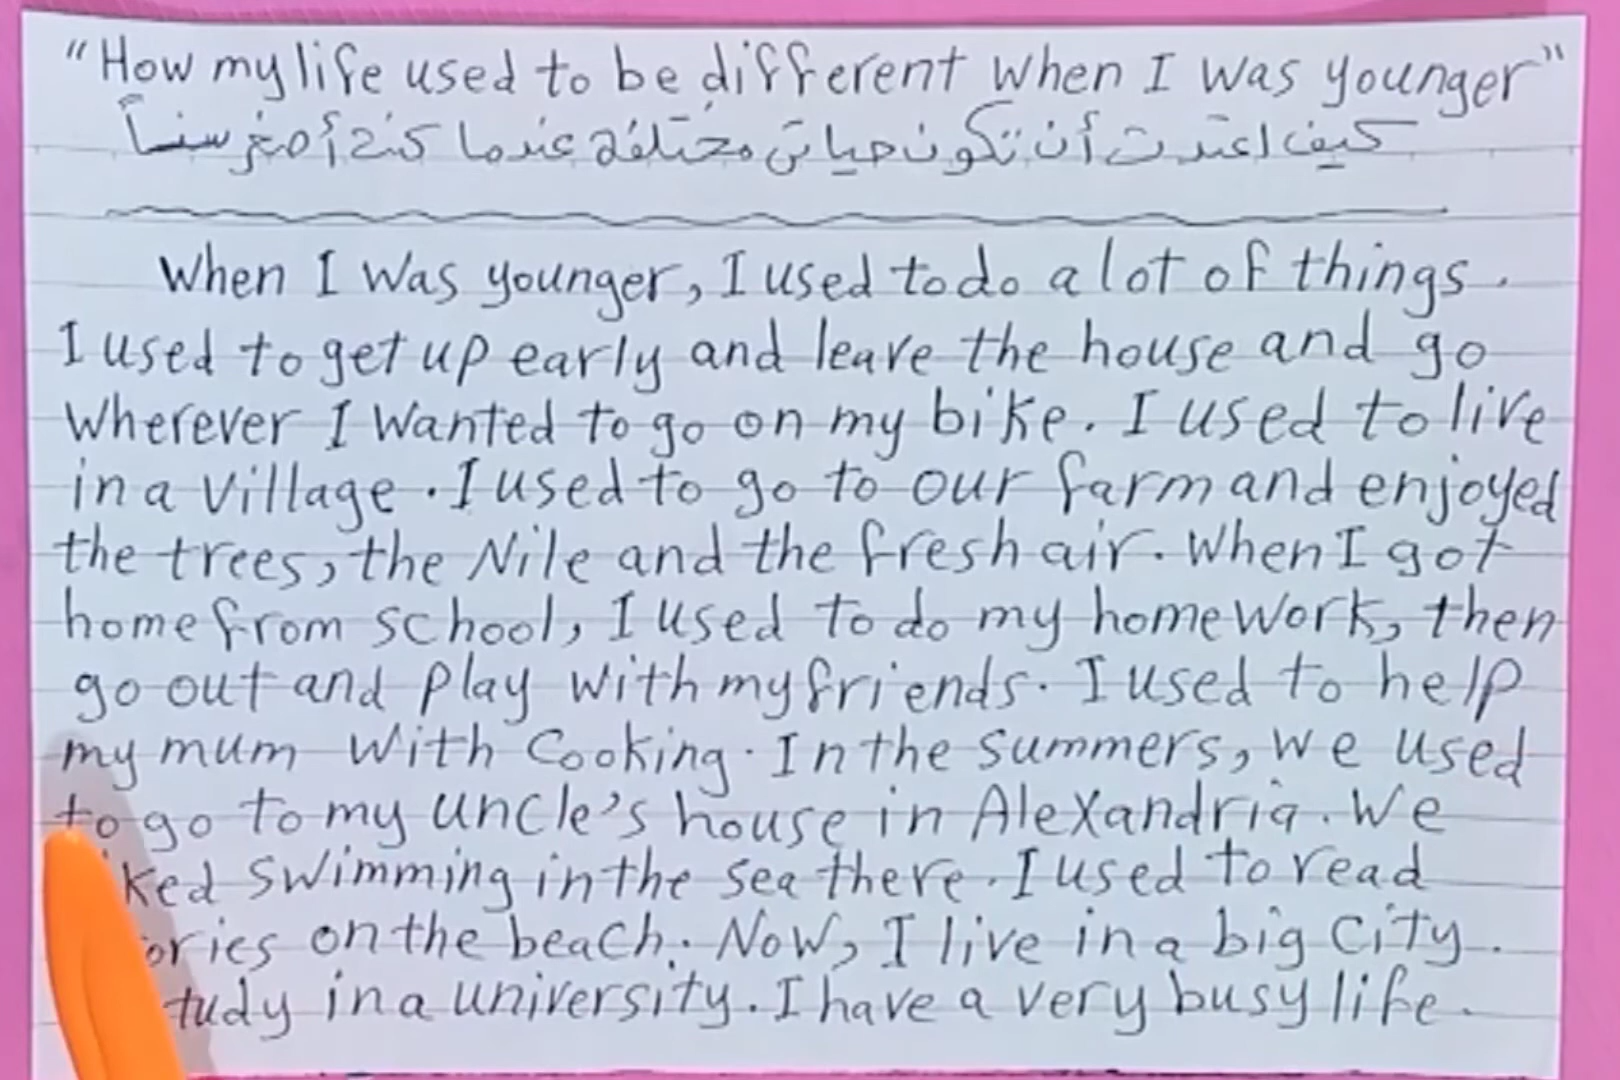 "How my life used to be different when I was younger"
كيف اعتدت أن تكون حياتى مختلفة عندما كنت أصغر سناً
When I was younger, I used to do a lot of things.
I used to get up early and leave the house and go
wherever I wanted to go on my bike. I used to live
in a village. I used to go to our farm and enjoyed
the trees, the Nile and the fresh air. When I got
home from school, I used to do my homework, then
go out and play with my friends. I used to help
my mum with cooking. In the summers, we used
to go to my uncle's house in Alexandria. We
swimming in the sea there. I used to read
on the beach. Now, I live in a big city.
in a university. I have a very busy life.